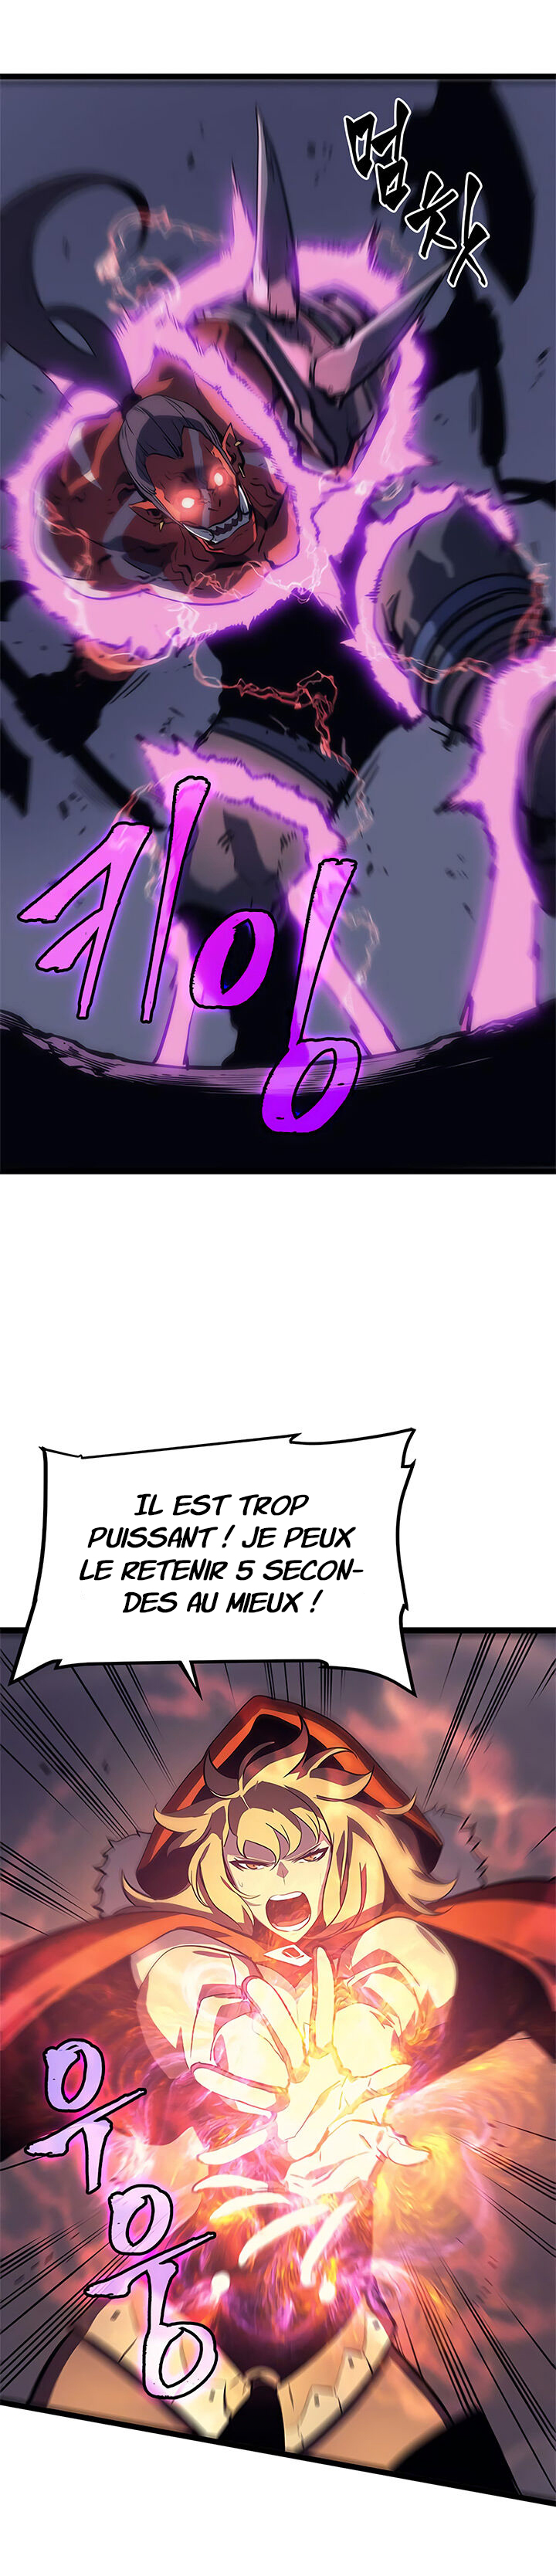 멈칫
키잉
IL EST TROP
PUISSANT ! JE PEUX
LE RETENIR 5 SECON-
DES AU MIEUX !
우웅